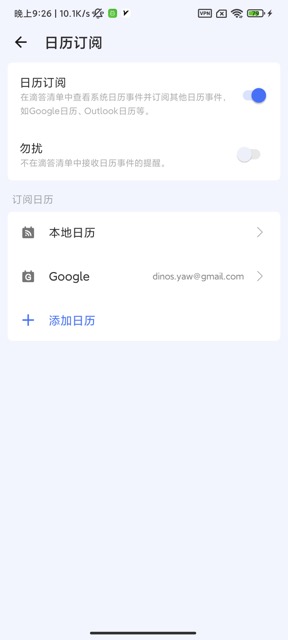 晚上9:26 | 10.1K/s
VPN
79
日历订阅
日历订阅
在滴答清单中查看系统日历事件并订阅其他日历事件,
如Google日历、Outlook日历等。
勿扰
不在滴答清单中接收日历事件的提醒。
订阅日历
本地日历
Google dinos.yaw@gmail.com
添加日历